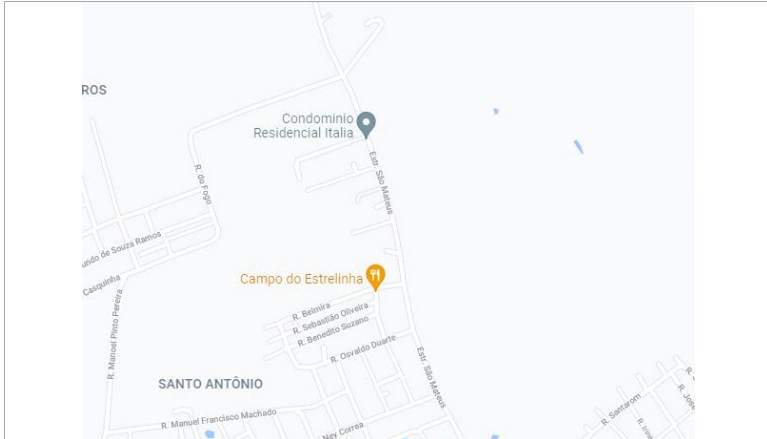 ROS
Condominio
Residencial Italia
Estr. São Mateus
R. do Fogo
undo de Souza Ramos
Casquinha
Campo do Estrelinha
R. Belmira
R. Sebastião Oliveira
R. Benedito Suzano
R. Manoel Pinto Pereira
R. Osvaldo Duarte
Estr. São Mateus
SANTO ANTÔNIO
R. Manuel Francisco Machado
Ney Correa
R. Santarom
R. José